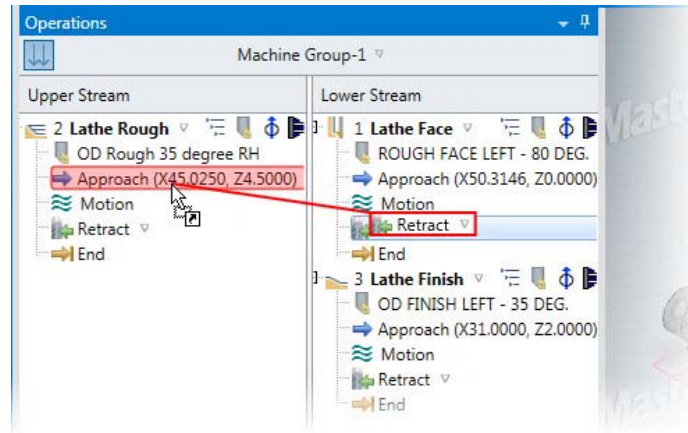 Operations
Machine Group-1
Upper Stream
Lower Stream
2 Lathe Rough
OD Rough 35 degree RH
Approach (X45.0250, Z4.5000)
Motion
Retract
End
1 Lathe Face
ROUGH FACE LEFT - 80 DEG.
Approach (X50.3146, Z0.0000)
Motion
Retract
End
3 Lathe Finish
OD FINISH LEFT - 35 DEG.
Approach (X31.0000, Z2.0000)
Motion
Retract
End